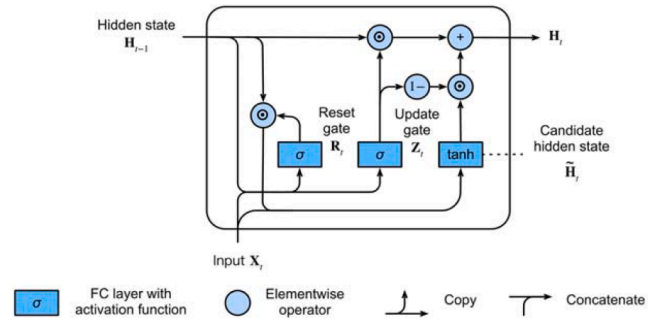 Hidden state
H_{t−1}
H_t
+
1−
Reset
gate
R_t
Update
gate
Z_t
σ
σ
tanh
Candidate
hidden state
H̃_t
Input X_t
σ
FC layer with
activation function
Elementwise
operator
Copy
Concatenate